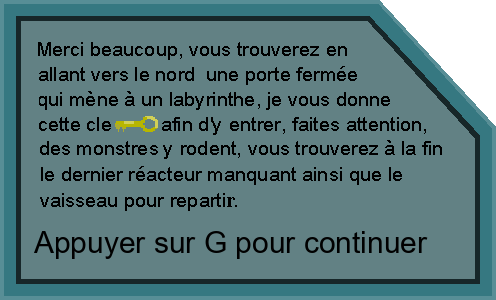 Merci beaucoup, vous trouverez en
allant vers le nord une porte fermée
qui mène à un labyrinthe, je vous donne
cette cle afin d'y entrer, faites attention,
des monstres y rodent, vous trouverez à la fin
le dernier réacteur manquant ainsi que le
vaisseau pour repartir.
Appuyer sur G pour continuer